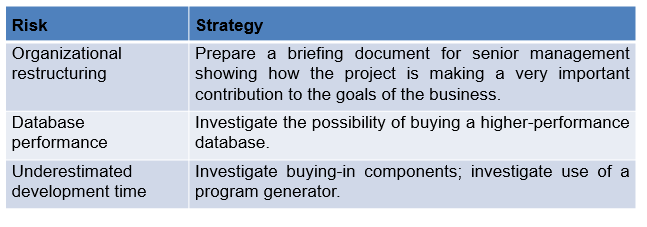 Risk Strategy
Organizational restructuring Prepare a briefing document for senior management showing how the project is making a very important contribution to the goals of the business.
Database performance Investigate the possibility of buying a higher-performance database.
Underestimated development time Investigate buying-in components; investigate use of a program generator.